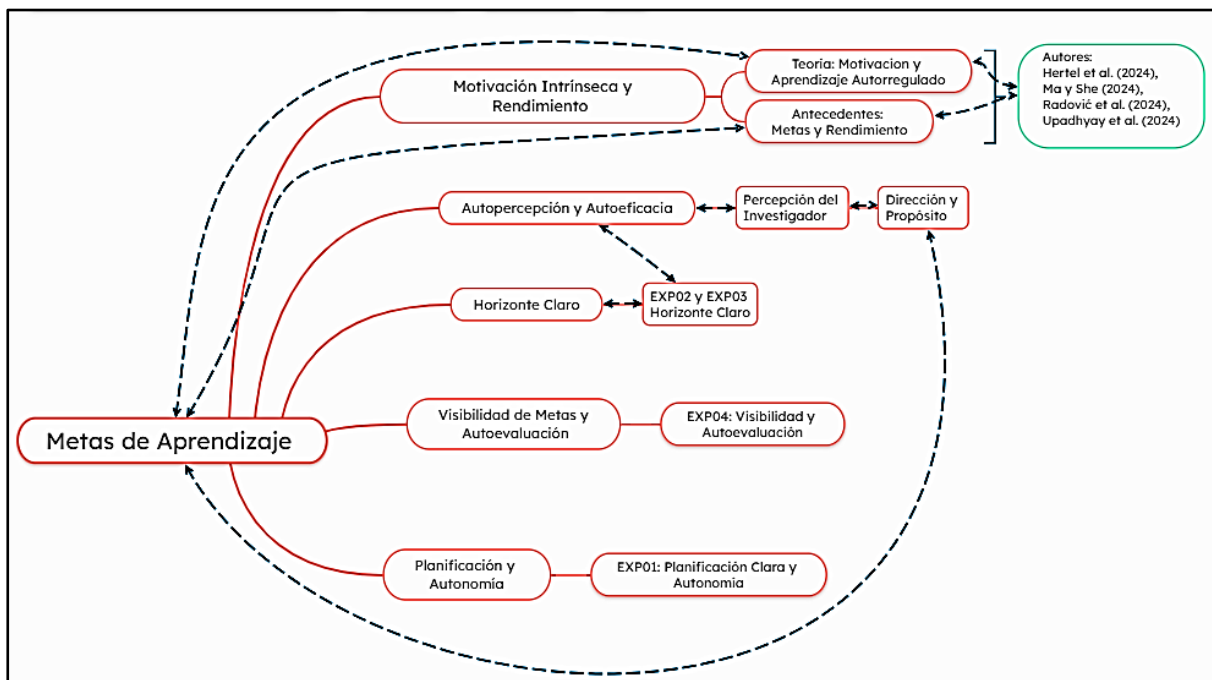 Motivación Intrínseca y
Rendimiento
Teoría: Motivacion y
Aprendizaje Autorregulado
Antecedentes:
Metas y Rendimiento
Autores:
Hertel et al. (2024),
Ma y She (2024),
Radović et al. (2024),
Upadhyay et al. (2024)
Autopercepción y Autoeficacia
Percepción del
Investigador
Dirección y
Propósito
Horizonte Claro
EXP02 y EXP03
Horizonte Claro
Metas de Aprendizaje
Visibilidad de Metas y
Autoevaluación
EXP04: Visibilidad y
Autoevaluación
Planificación y
Autonomía
EXP01: Planificación Clara y
Autonomía